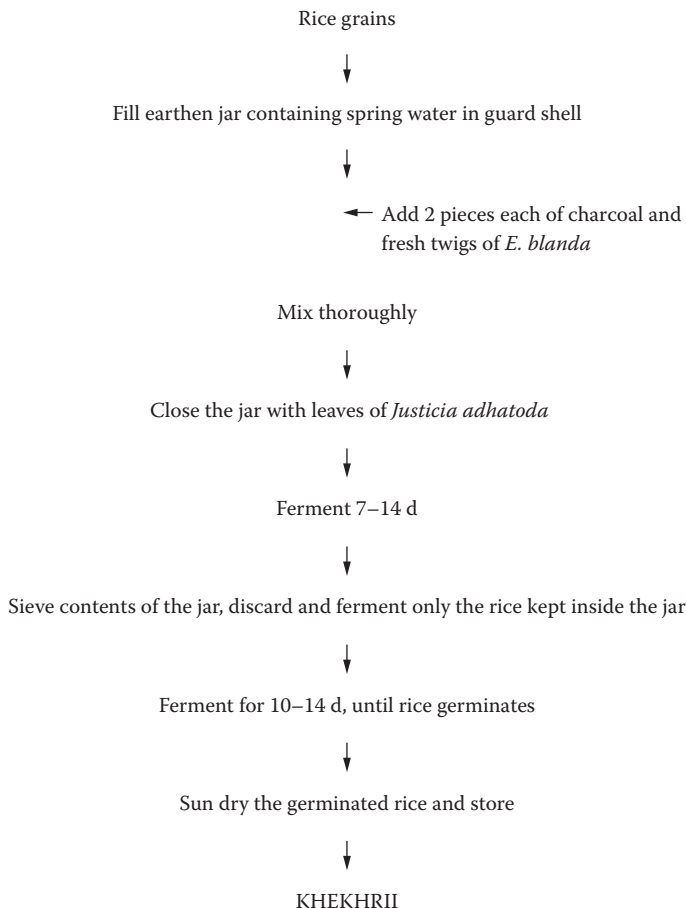 Rice grains
Fill earthen jar containing spring water in guard shell
Add 2 pieces each of charcoal and
fresh twigs of E. blanda
Mix thoroughly
Close the jar with leaves of Justicia adhatoda
Ferment 7–14 d
Sieve contents of the jar, discard and ferment only the rice kept inside the jar
Ferment for 10–14 d, until rice germinates
Sun dry the germinated rice and store
KHEKHRII